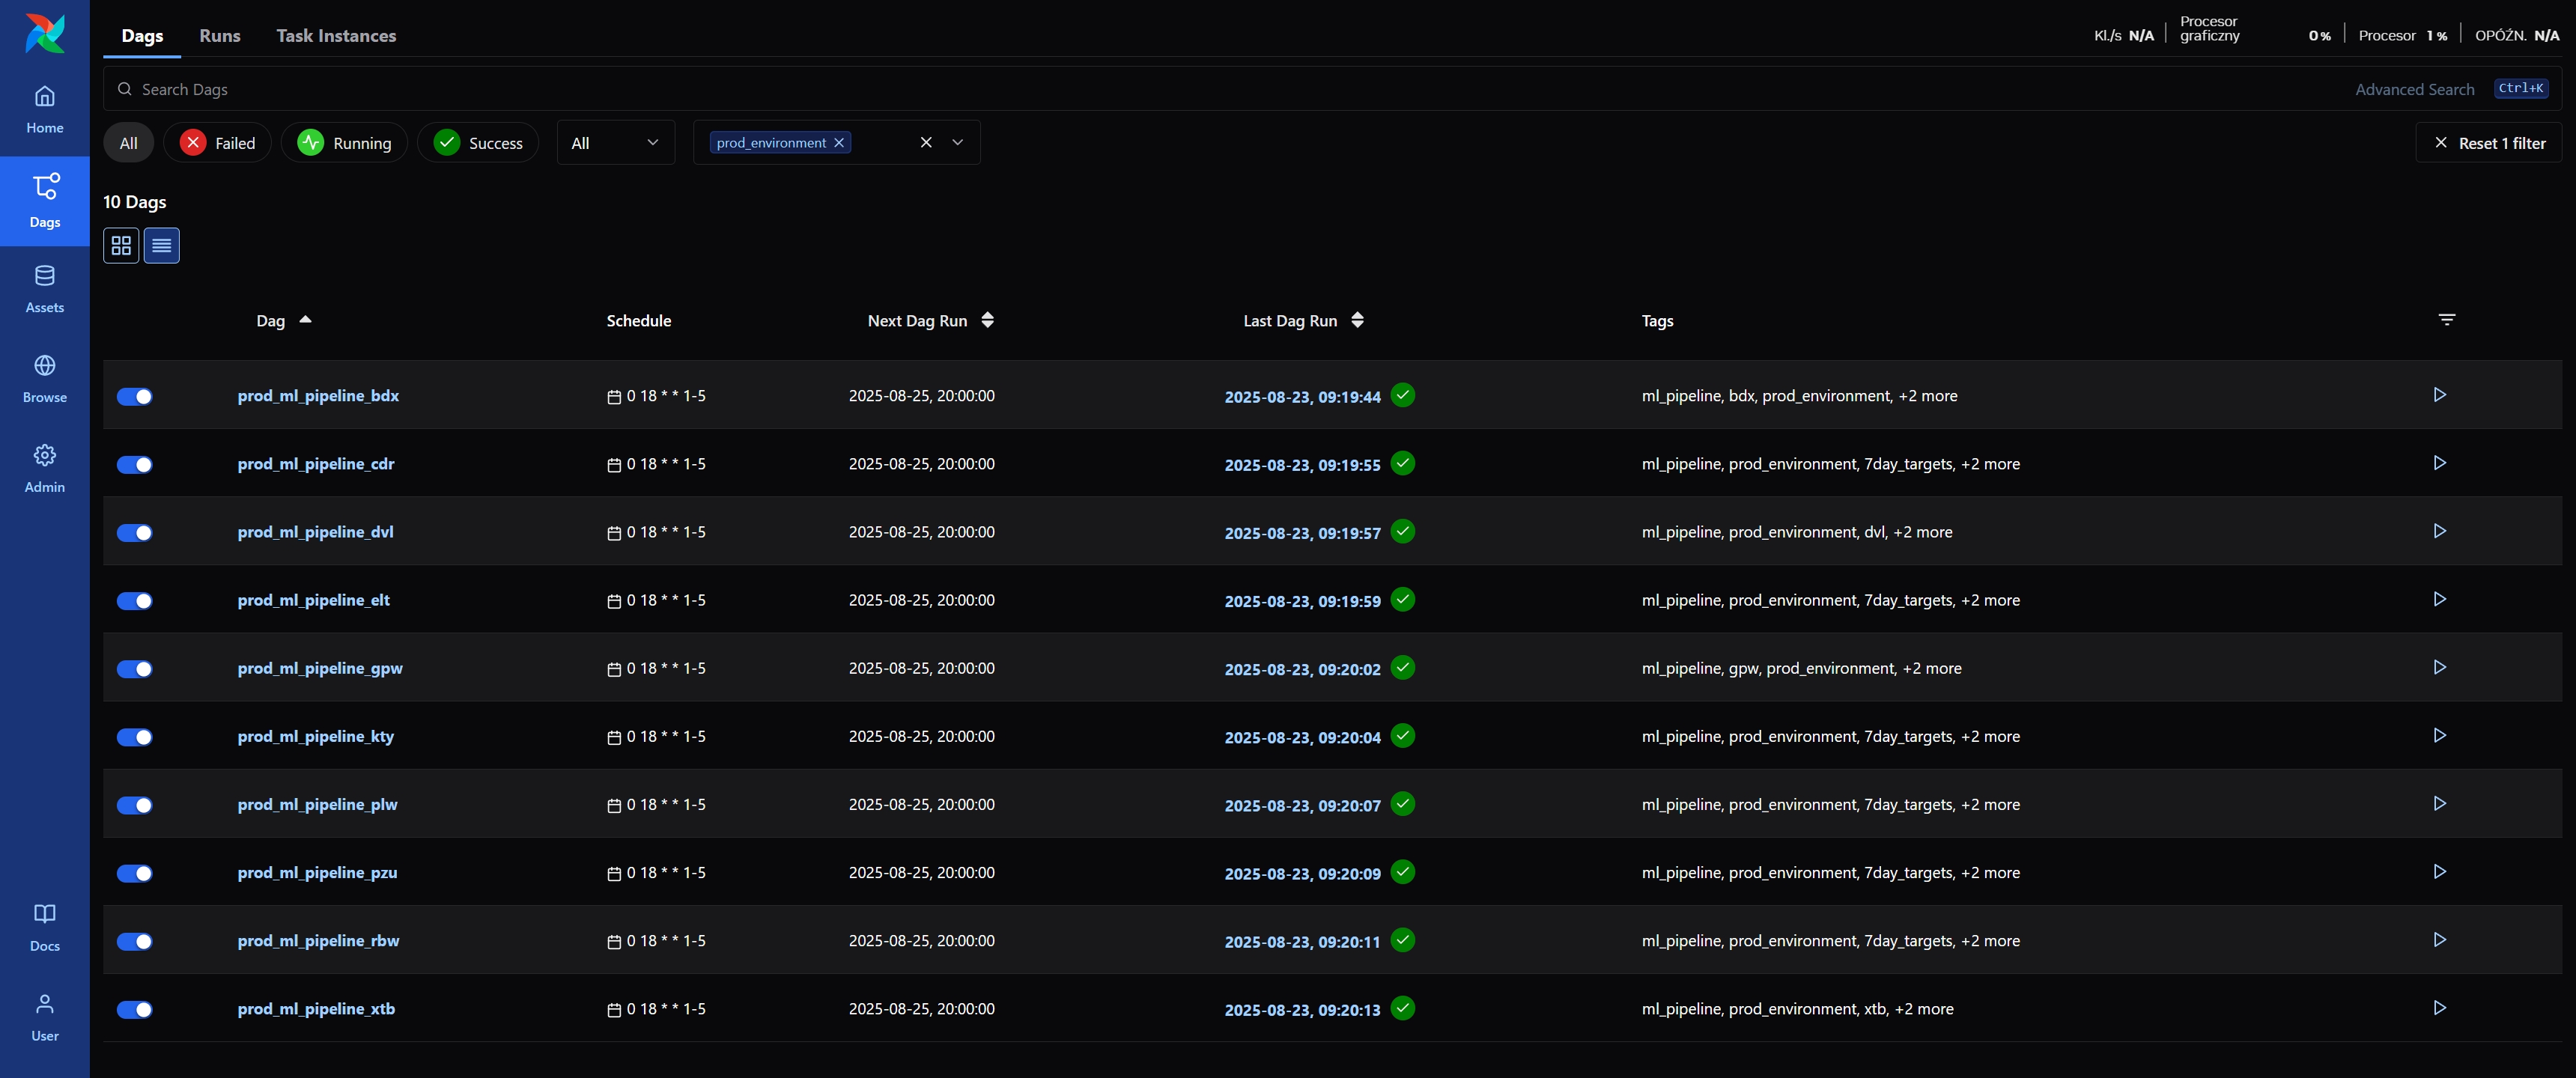 Dags Runs Task Instances
Kl./s N/A Procesor graficzny 0% Procesor 1% OPÓŹN. N/A
Search Dags Advanced Search Ctrl+K
Home
All Failed Running Success All prod_environment Reset 1 filter
Dags
10 Dags
Assets
Dag Schedule Next Dag Run Last Dag Run Tags
Browse
prod_ml_pipeline_bdx 0 18 * * 1-5 2025-08-25, 20:00:00 2025-08-23, 09:19:44 ml_pipeline, bdx, prod_environment, +2 more
prod_ml_pipeline_cdr 0 18 * * 1-5 2025-08-25, 20:00:00 2025-08-23, 09:19:55 ml_pipeline, prod_environment, 7day_targets, +2 more
Admin
prod_ml_pipeline_dvl 0 18 * * 1-5 2025-08-25, 20:00:00 2025-08-23, 09:19:57 ml_pipeline, prod_environment, dvl, +2 more
prod_ml_pipeline_elt 0 18 * * 1-5 2025-08-25, 20:00:00 2025-08-23, 09:19:59 ml_pipeline, prod_environment, 7day_targets, +2 more
prod_ml_pipeline_gpw 0 18 * * 1-5 2025-08-25, 20:00:00 2025-08-23, 09:20:02 ml_pipeline, gpw, prod_environment, +2 more
prod_ml_pipeline_kty 0 18 * * 1-5 2025-08-25, 20:00:00 2025-08-23, 09:20:04 ml_pipeline, prod_environment, 7day_targets, +2 more
prod_ml_pipeline_plw 0 18 * * 1-5 2025-08-25, 20:00:00 2025-08-23, 09:20:07 ml_pipeline, prod_environment, 7day_targets, +2 more
prod_ml_pipeline_pzu 0 18 * * 1-5 2025-08-25, 20:00:00 2025-08-23, 09:20:09 ml_pipeline, prod_environment, 7day_targets, +2 more
prod_ml_pipeline_rbw 0 18 * * 1-5 2025-08-25, 20:00:00 2025-08-23, 09:20:11 ml_pipeline, prod_environment, 7day_targets, +2 more
Docs
prod_ml_pipeline_xtb 0 18 * * 1-5 2025-08-25, 20:00:00 2025-08-23, 09:20:13 ml_pipeline, prod_environment, xtb, +2 more
User